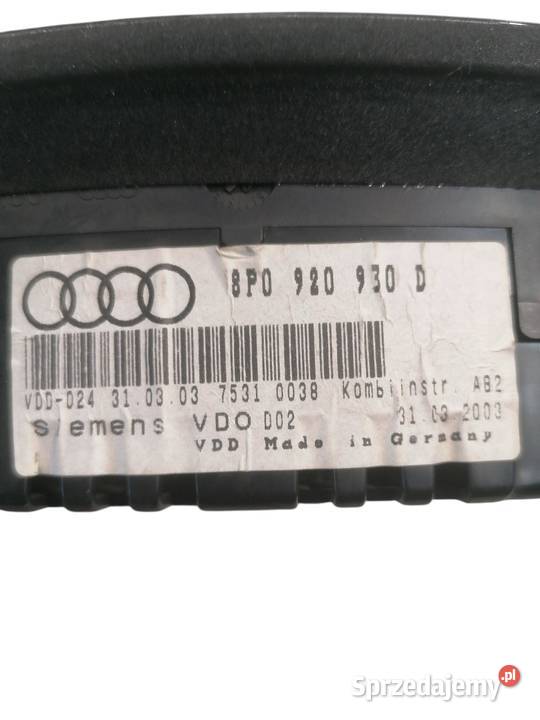 8P0 920 930 D
VDD-024 31.03.03 7531 0038 Kombiinstr. AB2
Siemens VDO D02 31.03.2003
VDD Made in Germany
Sprzedajemy.pl